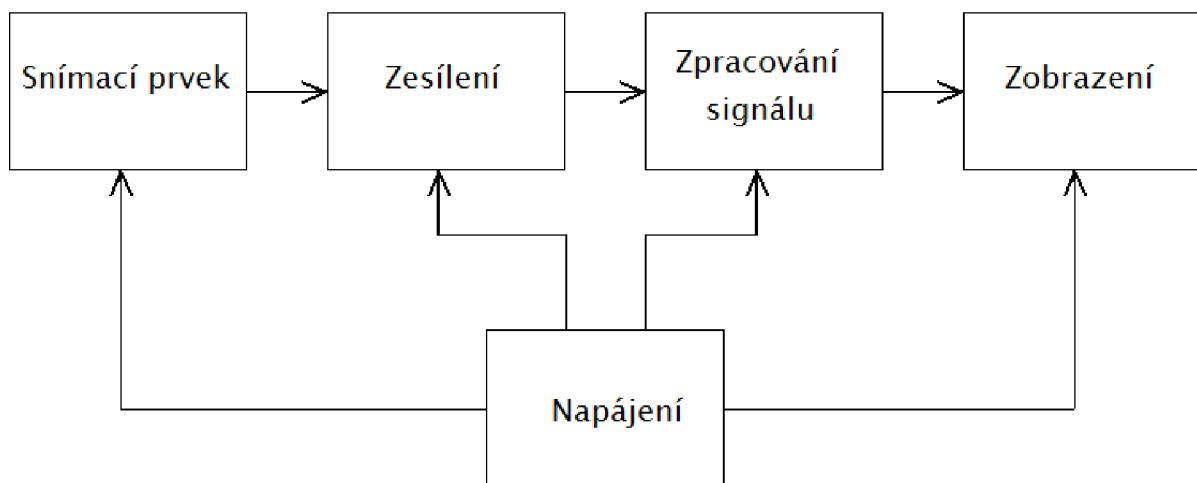 Snímací prvek
Zesílení
Zpracování
signálu
Zobrazení
Napájení